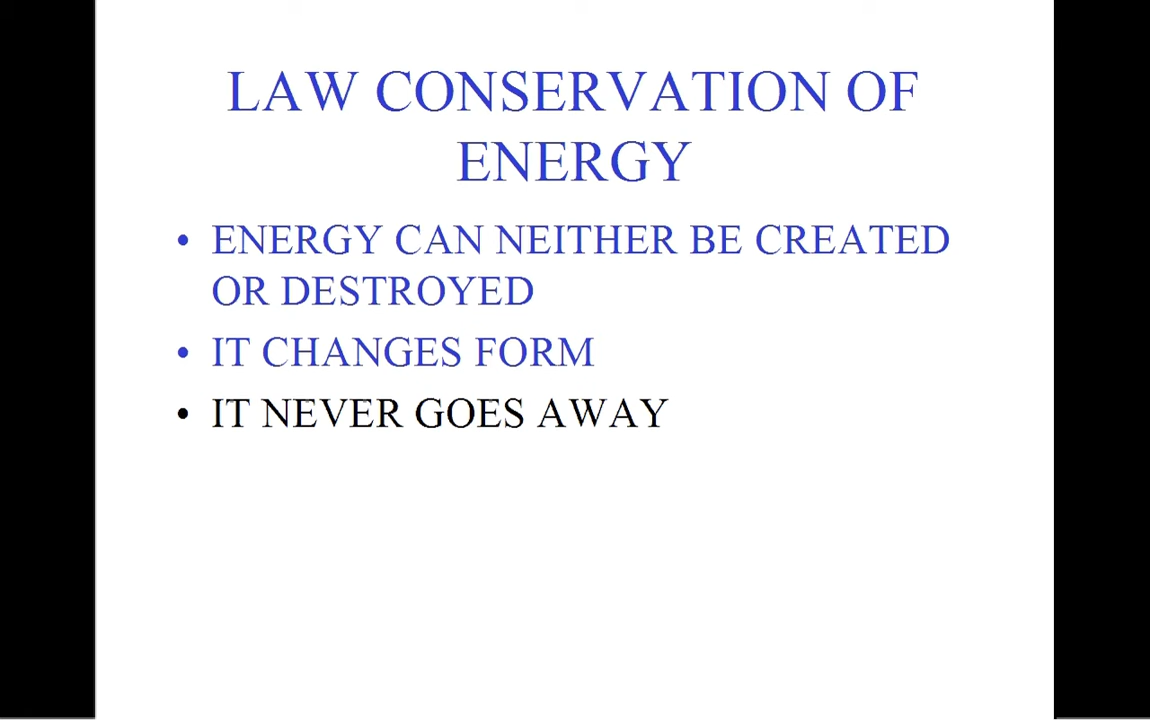 LAW CONSERVATION OF
ENERGY
• ENERGY CAN NEITHER BE CREATED
OR DESTROYED
• IT CHANGES FORM
• IT NEVER GOES AWAY